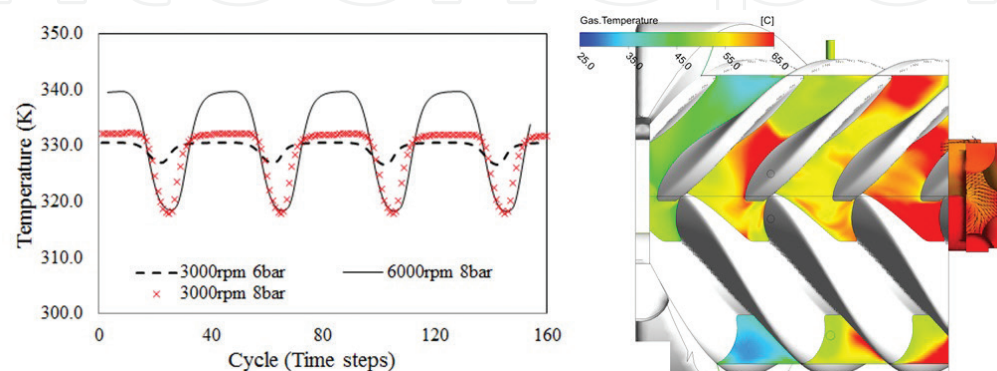 350.0
340.0
330.0
320.0
310.0
300.0
Temperature (K)
3000rpm 6bar
6000rpm 8bar
3000rpm 8bar
0 40 80 120 160
Cycle (Time steps)
Gas.Temperature [C]
25.0 35.0 45.0 55.0 65.0